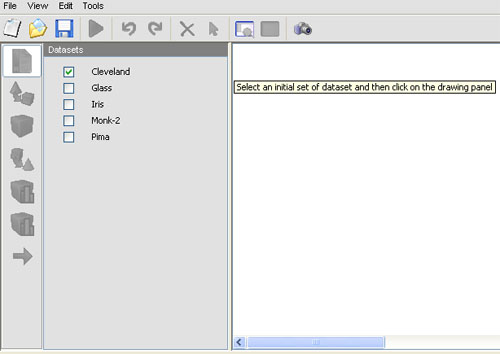 File View Edit Tools
Datasets
Cleveland
Glass
Iris
Monk-2
Pima
Select an initial set of dataset and then click on the drawing panel